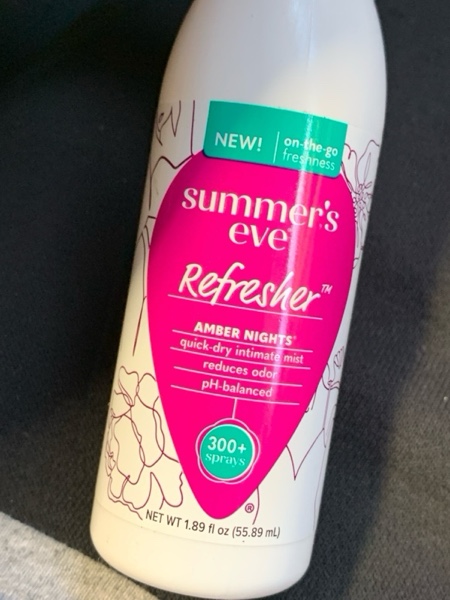 NEW! on-the-go
freshness
summer's
eve
Refresher™
AMBER NIGHTS
quick-dry intimate mist
reduces odor
pH-balanced
300+
sprays
®
NET WT 1.89 fl oz (55.89 mL)